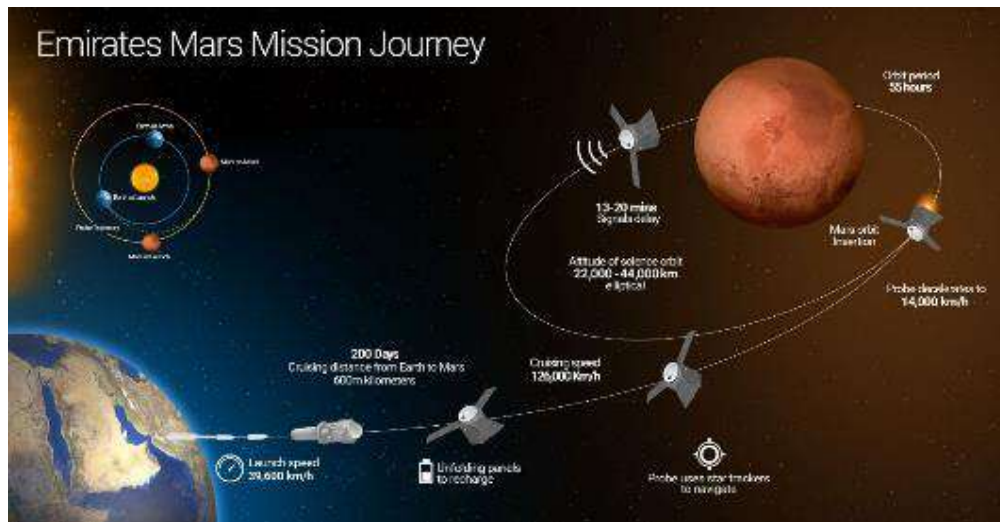 Emirates Mars Mission Journey
Orbit period
55 hours
13-20 mins
Signals delay
Mars orbit
Insertion
Altitude of science orbit
22,000 - 44,000 km
elliptical
Probe decelerates to
14,000 km/h
200 Days
Cruising distance from Earth to Mars
600m kilometers
Cruising speed
126,000 Km/h
Launch speed
39,600 km/h
Unfolding panels
to recharge
Probe uses star trackers
to navigate